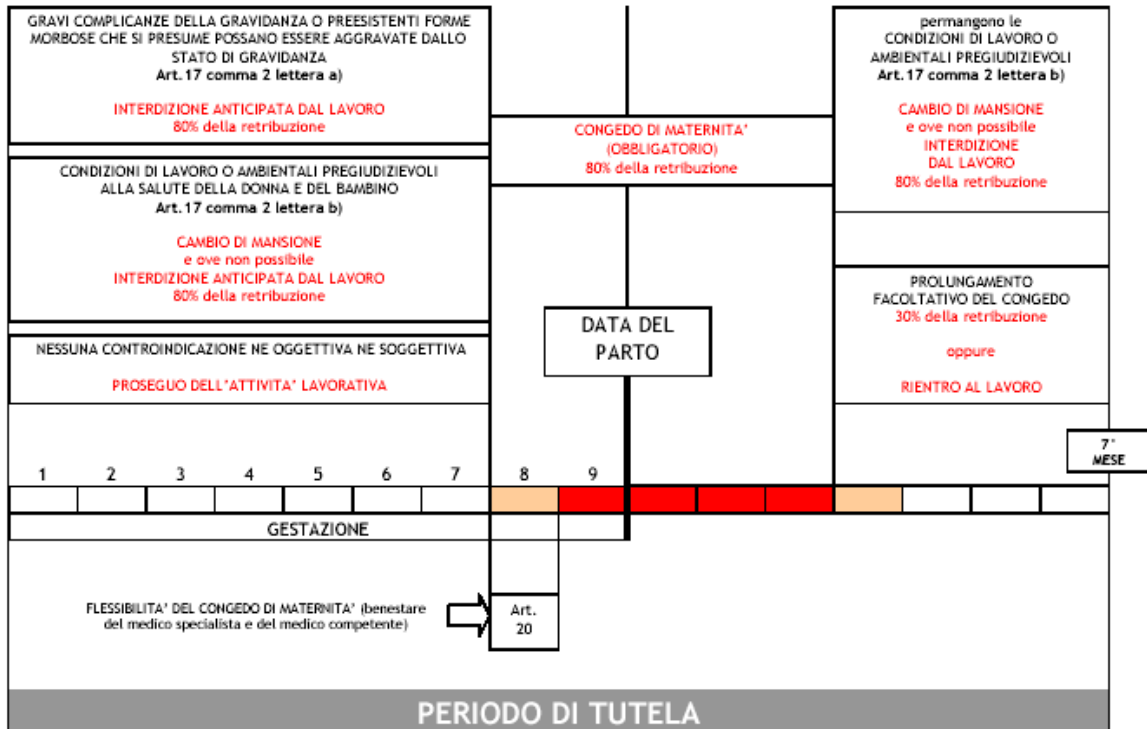 GRAVI COMPLICANZE DELLA GRAVIDANZA O PREESISTENTI FORME
MORBOSE CHE SI PRESUME POSSANO ESSERE AGGRAVATE DALLO
STATO DI GRAVIDANZA
Art.17 comma 2 lettera a)
INTERDIZIONE ANTICIPATA DAL LAVORO
80% della retribuzione
CONDIZIONI DI LAVORO O AMBIENTALI PREGIUDIZIEVOLI
ALLA SALUTE DELLA DONNA E DEL BAMBINO
Art.17 comma 2 lettera b)
CAMBIO DI MANSIONE
e ove non possibile
INTERDIZIONE ANTICIPATA DAL LAVORO
80% della retribuzione
NESSUNA CONTROINDICAZIONE NE OGGETTIVA NE SOGGETTIVA
PROSEGUO DELL'ATTIVITA' LAVORATIVA
CONGEDO DI MATERNITA'
(OBBLIGATORIO)
80% della retribuzione
DATA DEL
PARTO
permangono le
CONDIZIONI DI LAVORO O
AMBIENTALI PREGIUDIZIEVOLI
Art.17 comma 2 lettera b)
CAMBIO DI MANSIONE
e ove non possibile
INTERDIZIONE
DAL LAVORO
80% della retribuzione
PROLUNGAMENTO
FACOLTATIVO DEL CONGEDO
30% della retribuzione
oppure
RIENTRO AL LAVORO
7°
MESE
1 2 3 4 5 6 7 8 9
GESTAZIONE
FLESSIBILITA' DEL CONGEDO DI MATERNITA' (benestare
del medico specialista e del medico competente)
Art.
20
PERIODO DI TUTELA